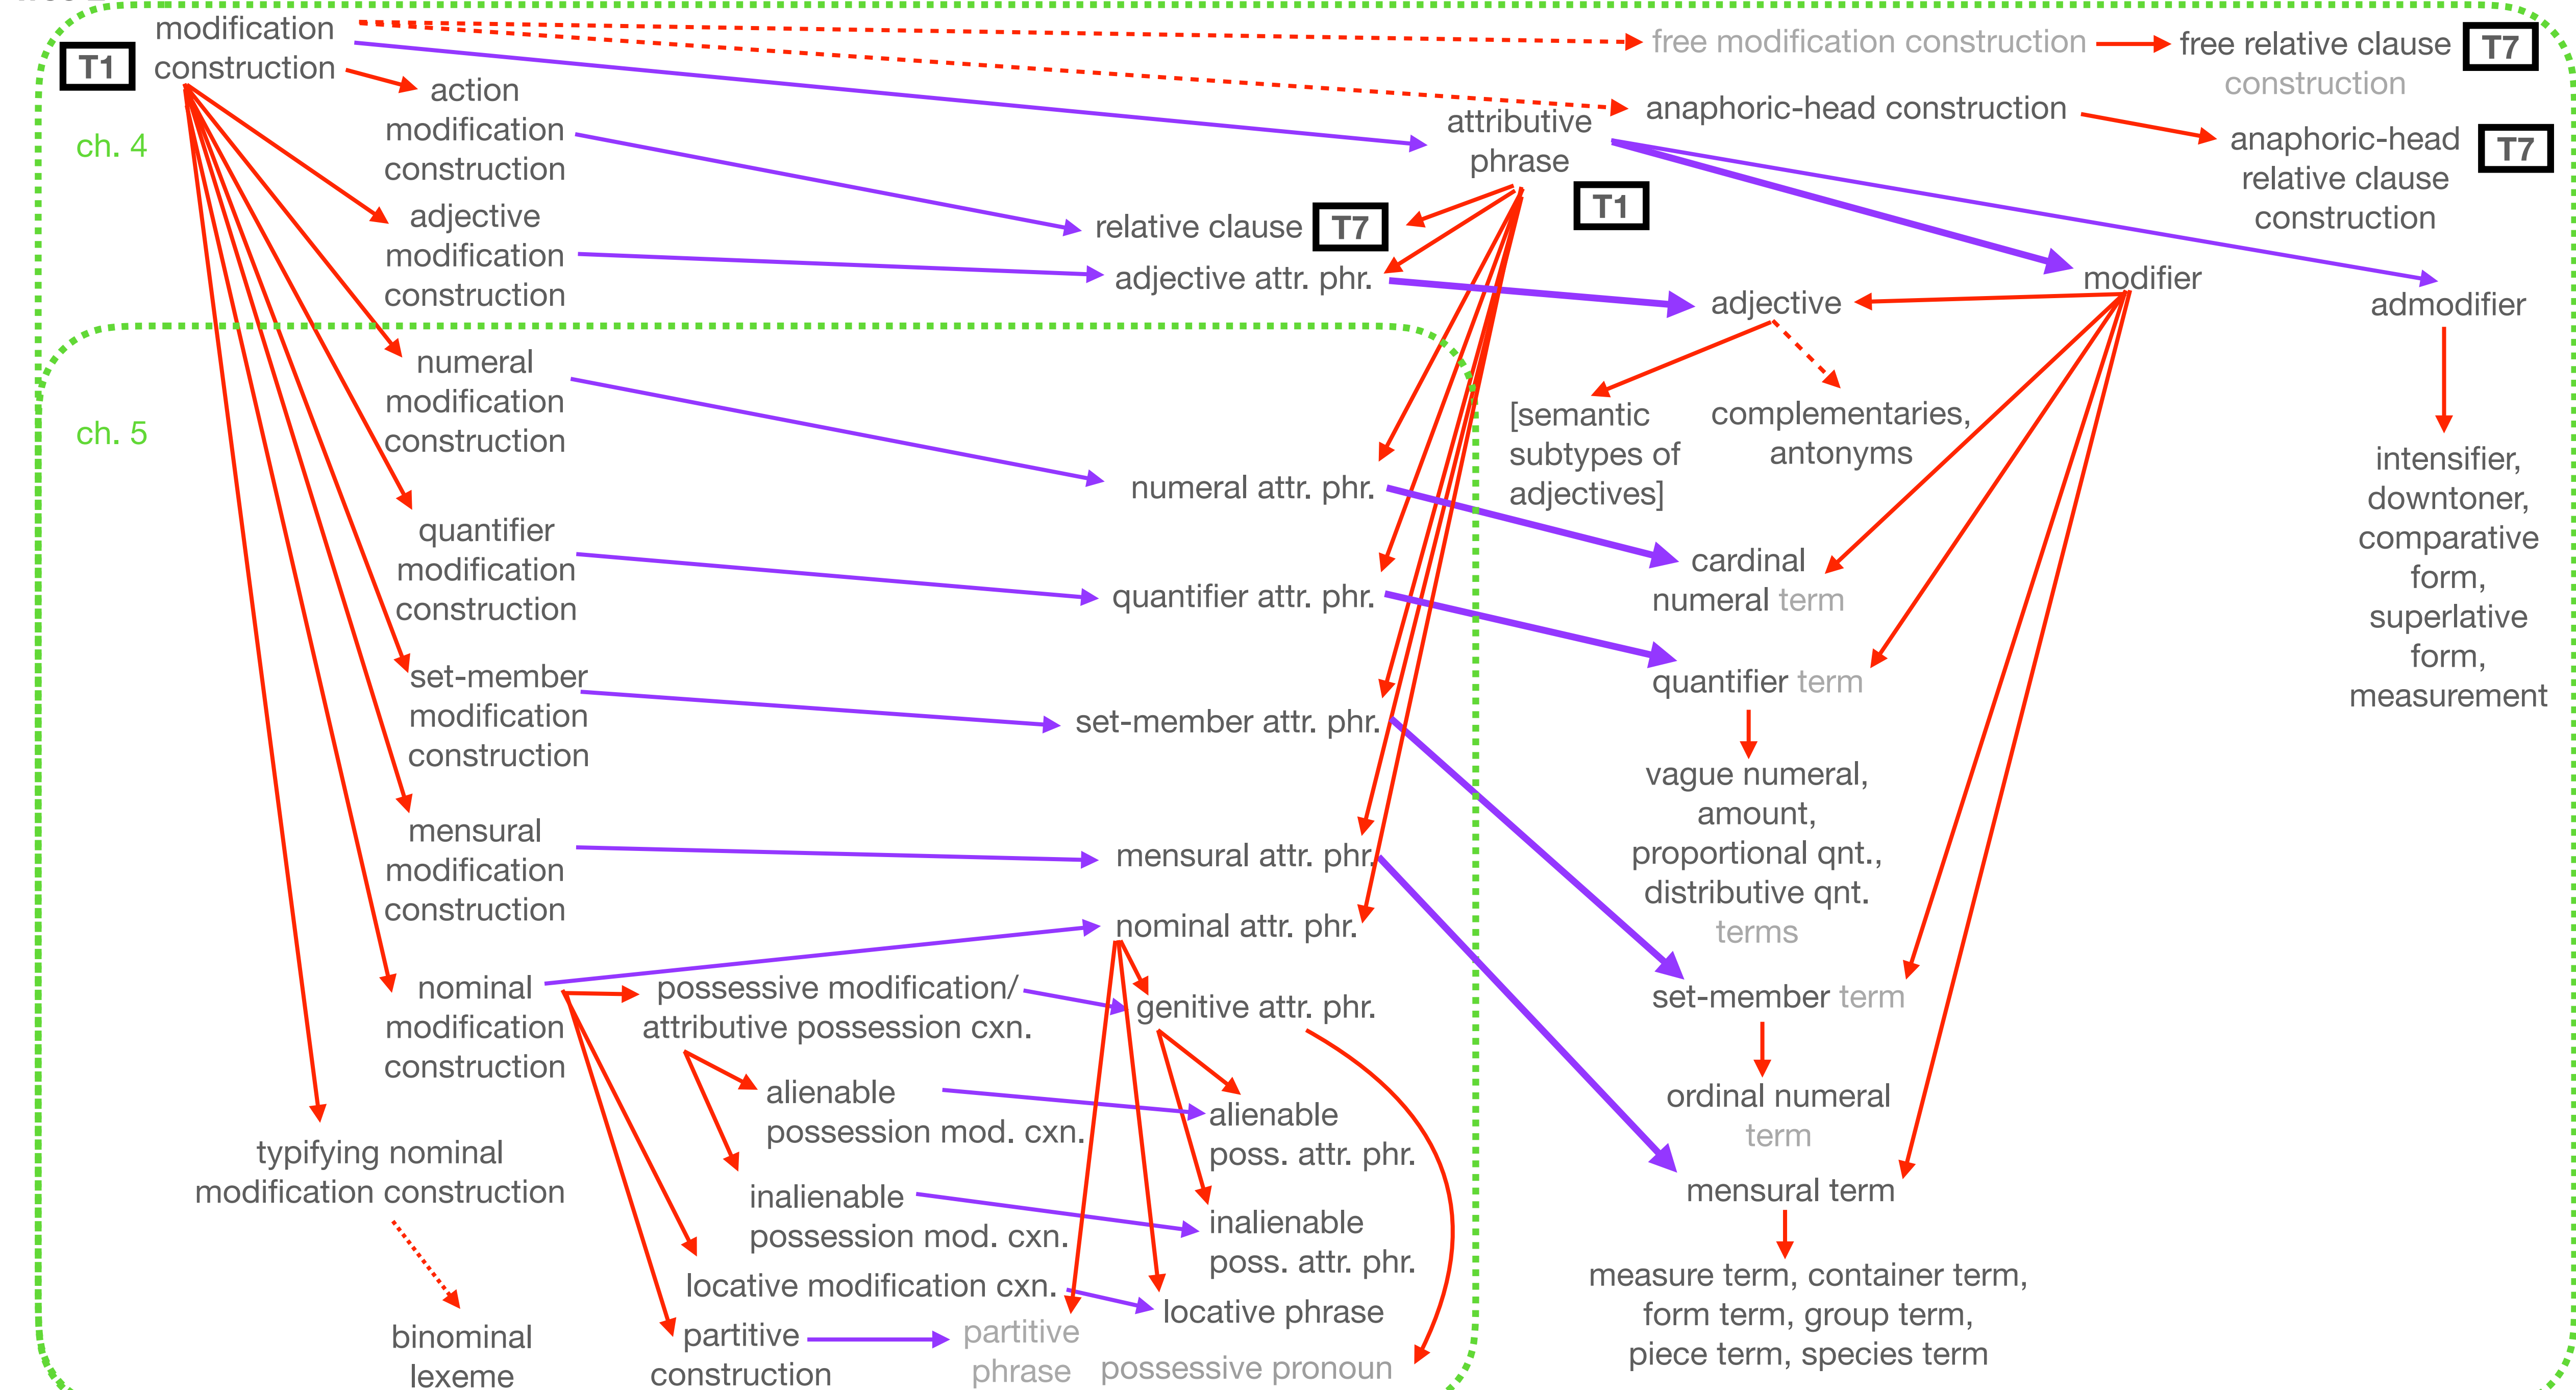 modification
construction
T1
ch. 4
action
modification
construction
adjective
modification
construction
free modification construction
free relative clause
construction
T7
anaphoric-head construction
anaphoric-head
relative clause
construction
T7
attributive
phrase
T1
relative clause
T7
adjective attr. phr.
adjective
modifier
admodifier
[semantic
subtypes of
adjectives]
complementaries,
antonyms
intensifier,
downtoner,
comparative
form,
superlative
form,
measurement
ch. 5
numeral
modification
construction
numeral attr. phr.
cardinal
numeral term
quantifier
modification
construction
quantifier attr. phr.
quantifier term
vague numeral,
amount,
proportional qnt.,
distributive qnt.
terms
set-member
modification
construction
set-member attr. phr.
set-member term
ordinal numeral
term
mensural
modification
construction
mensural attr. phr.
mensural term
measure term, container term,
form term, group term,
piece term, species term
nominal
modification
construction
nominal attr. phr.
possessive modification/
attributive possession cxn.
genitive attr. phr.
alienable
possession mod. cxn.
alienable
poss. attr. phr.
inalienable
possession mod. cxn.
inalienable
poss. attr. phr.
locative modification cxn.
locative phrase
partitive
construction
partitive
phrase
possessive pronoun
typifying nominal
modification construction
binominal
lexeme